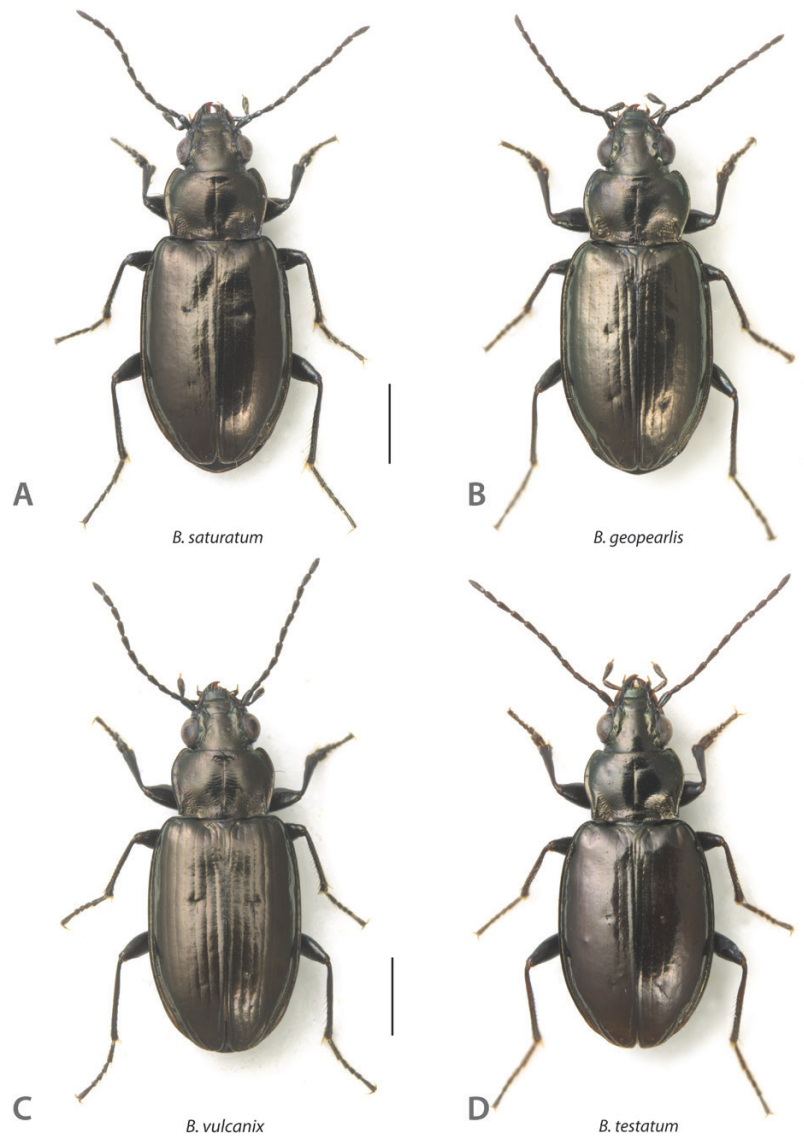 A
B. saturatum
B
B. geopearlis
C
B. vulcanix
D
B. testatum